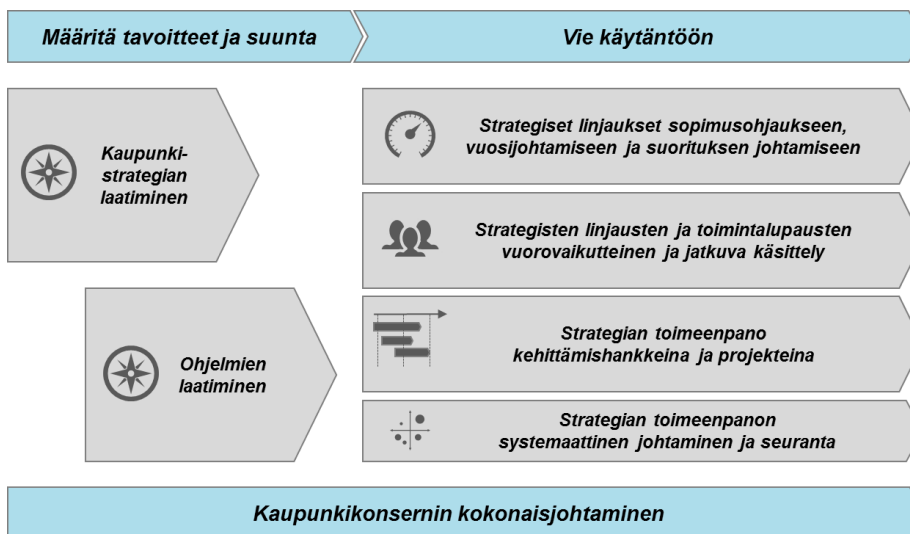 Määritä tavoitteet ja suunta
Vie käytäntöön
Kaupunki-
strategian
laatiminen
Ohjelmien
laatiminen
Strategiset linjaukset sopimusohjaukseen,
vuosijohtamiseen ja suorituksen johtamiseen
Strategisten linjausten ja toimintalupausten
vuorovaikutteinen ja jatkuva käsittely
Strategian toimeenpano
kehittämishankkeina ja projekteina
Strategian toimeenpanon
systemaattinen johtaminen ja seuranta
Kaupunkikonsernin kokonaisjohtaminen